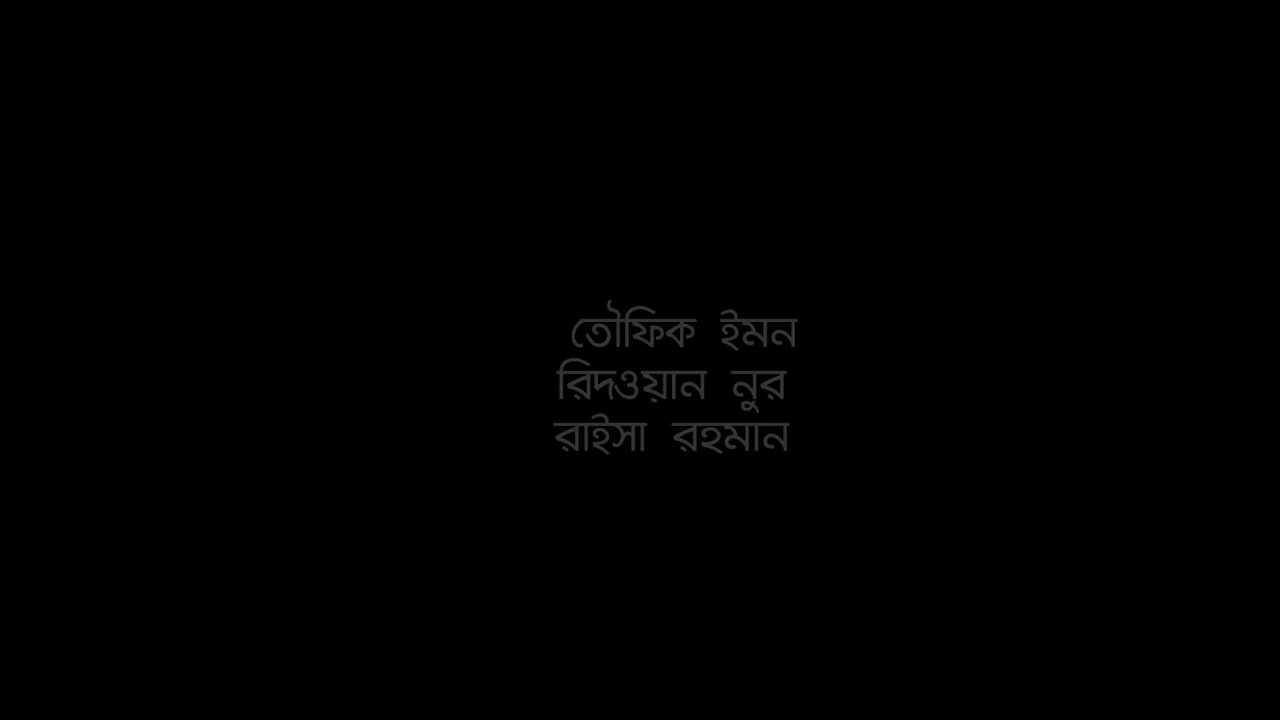 তৌফিক ইমন
রিদওয়ান নুর
রাইসা রহমান